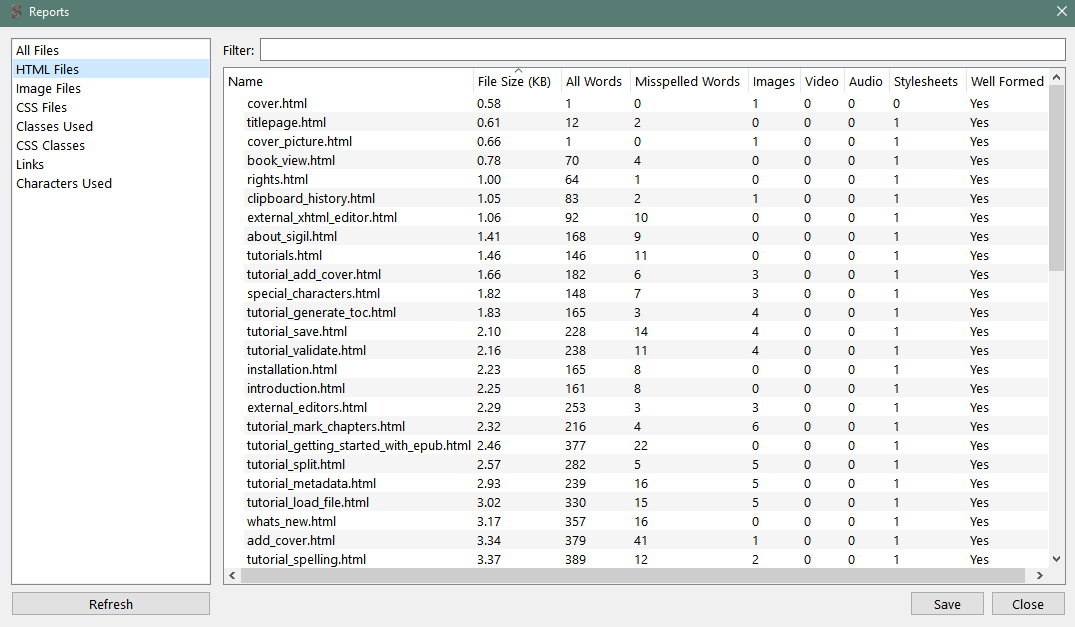 Reports
All Files
HTML Files
Image Files
CSS Files
Classes Used
CSS Classes
Links
Characters Used
Refresh
Filter:
Name File Size (KB) All Words Misspelled Words Images Video Audio Stylesheets Well Formed
cover.html 0.58 1 0 1 0 0 0 Yes
titlepage.html 0.61 12 2 0 0 0 1 Yes
cover_picture.html 0.66 1 0 1 0 0 1 Yes
book_view.html 0.78 70 4 0 0 0 1 Yes
rights.html 1.00 64 1 0 0 0 1 Yes
clipboard_history.html 1.05 83 2 1 0 0 1 Yes
external_xhtml_editor.html 1.06 92 10 0 0 0 1 Yes
about_sigil.html 1.41 168 9 0 0 0 1 Yes
tutorials.html 1.46 146 11 0 0 0 1 Yes
tutorial_add_cover.html 1.66 182 6 3 0 0 1 Yes
special_characters.html 1.82 148 7 3 0 0 1 Yes
tutorial_generate_toc.html 1.83 165 3 4 0 0 1 Yes
tutorial_save.html 2.10 228 14 4 0 0 1 Yes
tutorial_validate.html 2.16 238 11 4 0 0 1 Yes
installation.html 2.23 165 8 0 0 0 1 Yes
introduction.html 2.25 161 8 0 0 0 1 Yes
external_editors.html 2.29 253 3 3 0 0 1 Yes
tutorial_mark_chapters.html 2.32 216 4 6 0 0 1 Yes
tutorial_getting_started_with_epub.html 2.46 377 22 0 0 0 1 Yes
tutorial_split.html 2.57 282 5 5 0 0 1 Yes
tutorial_metadata.html 2.93 239 16 5 0 0 1 Yes
tutorial_load_file.html 3.02 330 15 5 0 0 1 Yes
whats_new.html 3.17 357 16 0 0 0 1 Yes
add_cover.html 3.34 379 41 1 0 0 1 Yes
tutorial_spelling.html 3.37 389 12 2 0 0 1 Yes
Save Close